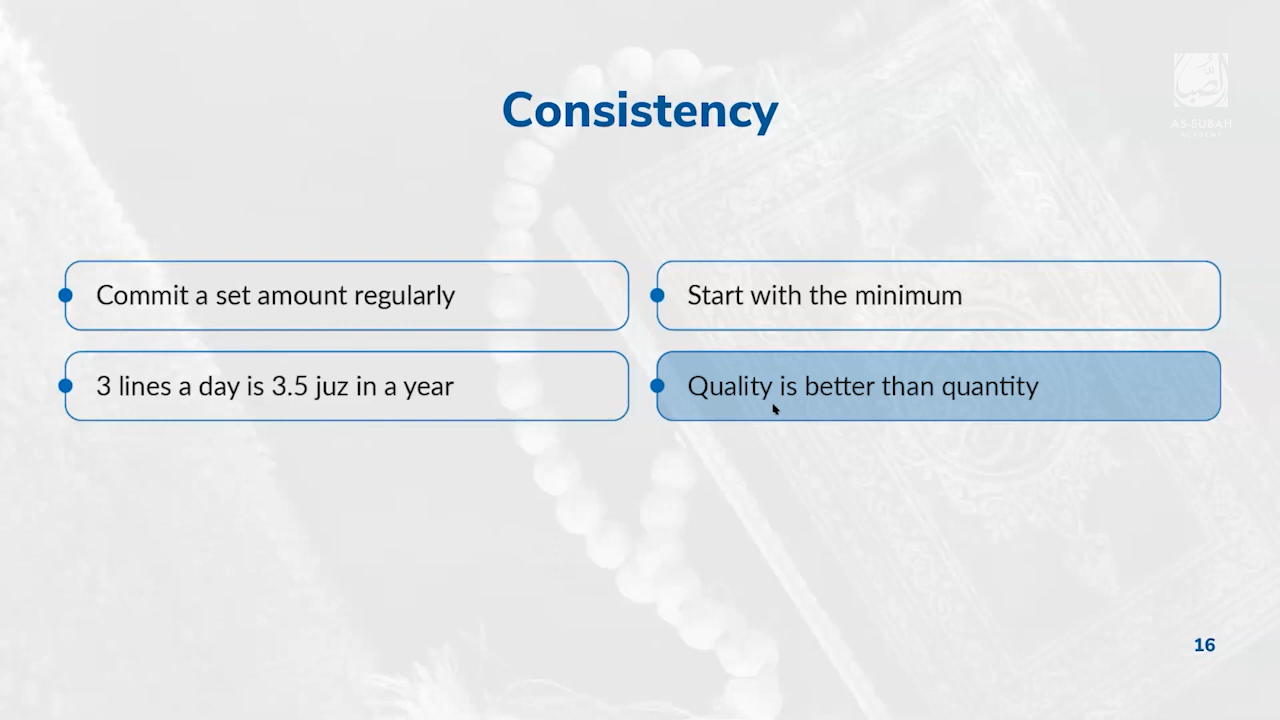 Consistency
AS-SUBAH
ACADEMY
Commit a set amount regularly
Start with the minimum
3 lines a day is 3.5 juz in a year
Quality is better than quantity
16